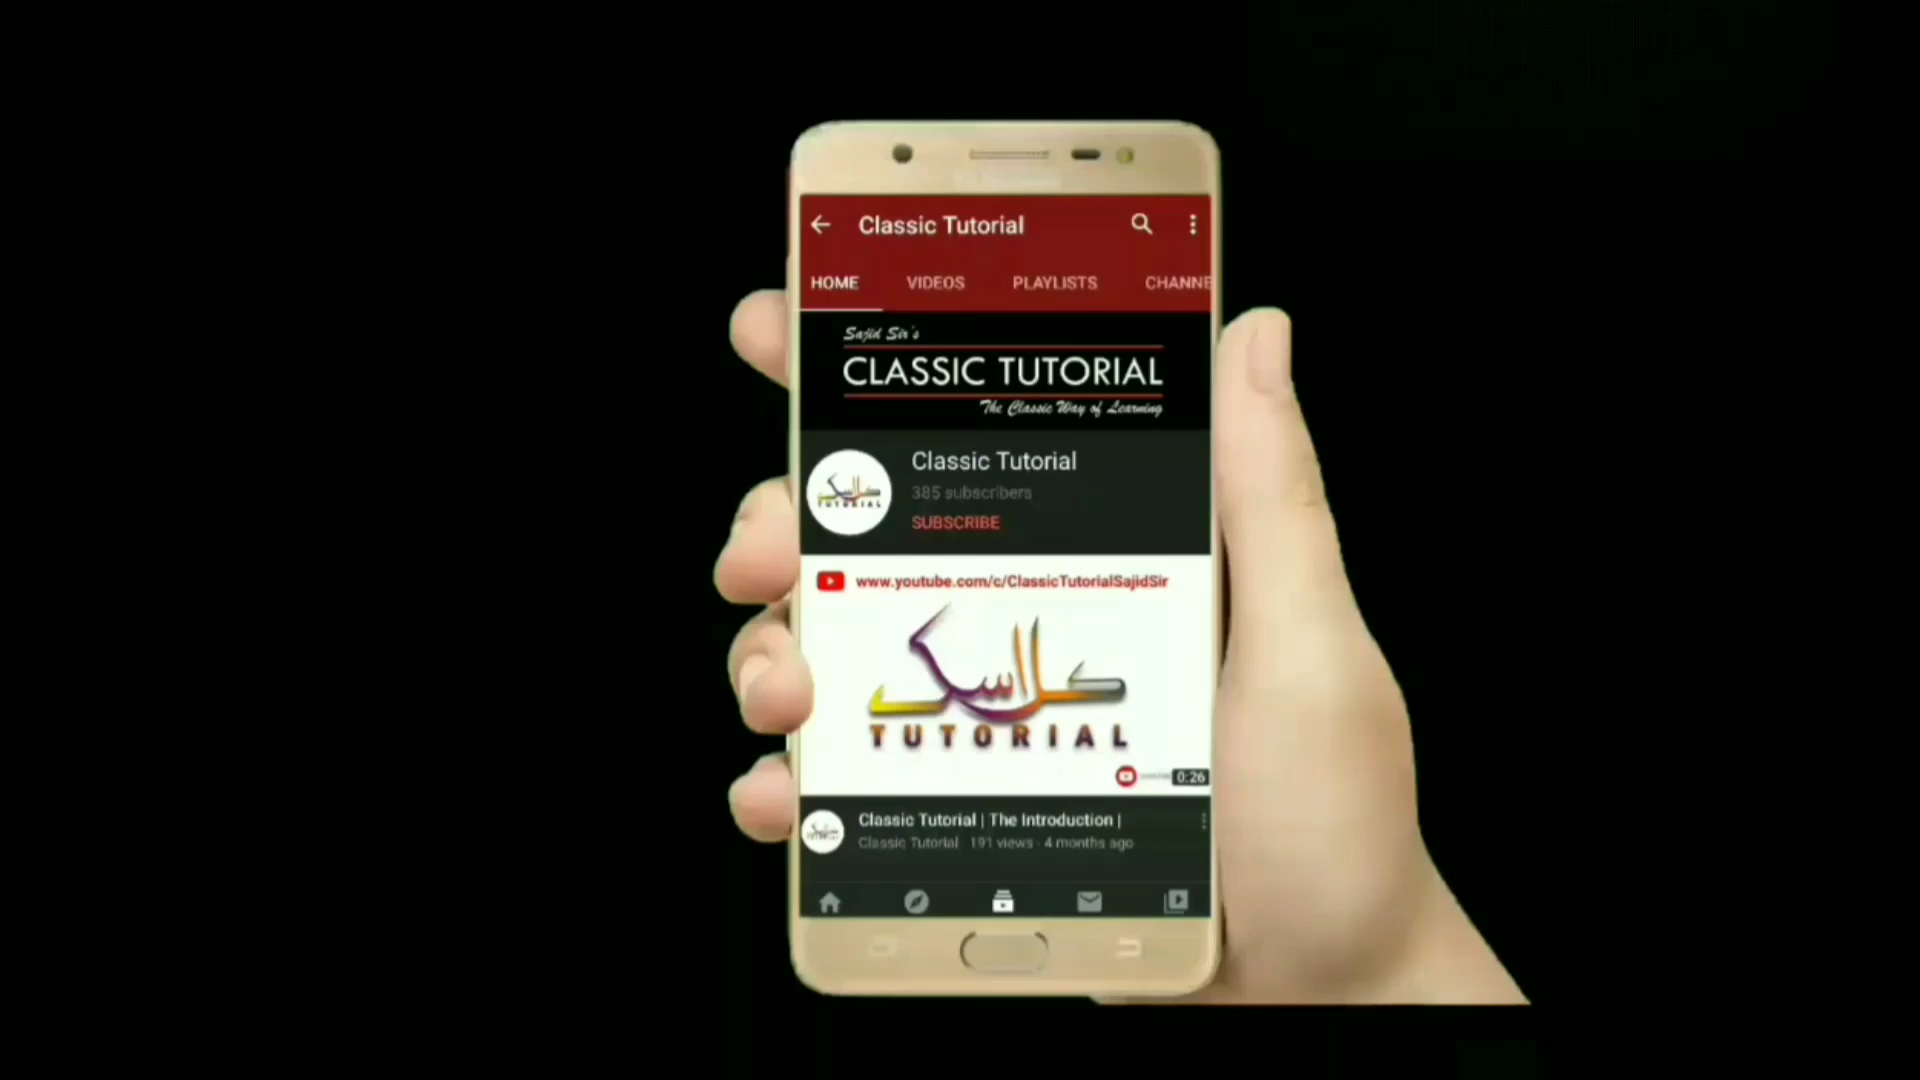 Classic Tutorial
HOME VIDEOS PLAYLISTS CHANNE
Sajid Sir's
CLASSIC TUTORIAL
The Classic Way of Learning
Classic Tutorial
385 subscribers
SUBSCRIBE
www.youtube.com/c/ClassicTutorialSajidSir
کلاسک
TUTORIAL
0:26
Classic Tutorial | The Introduction |
Classic Tutorial 191 views · 4 months ago